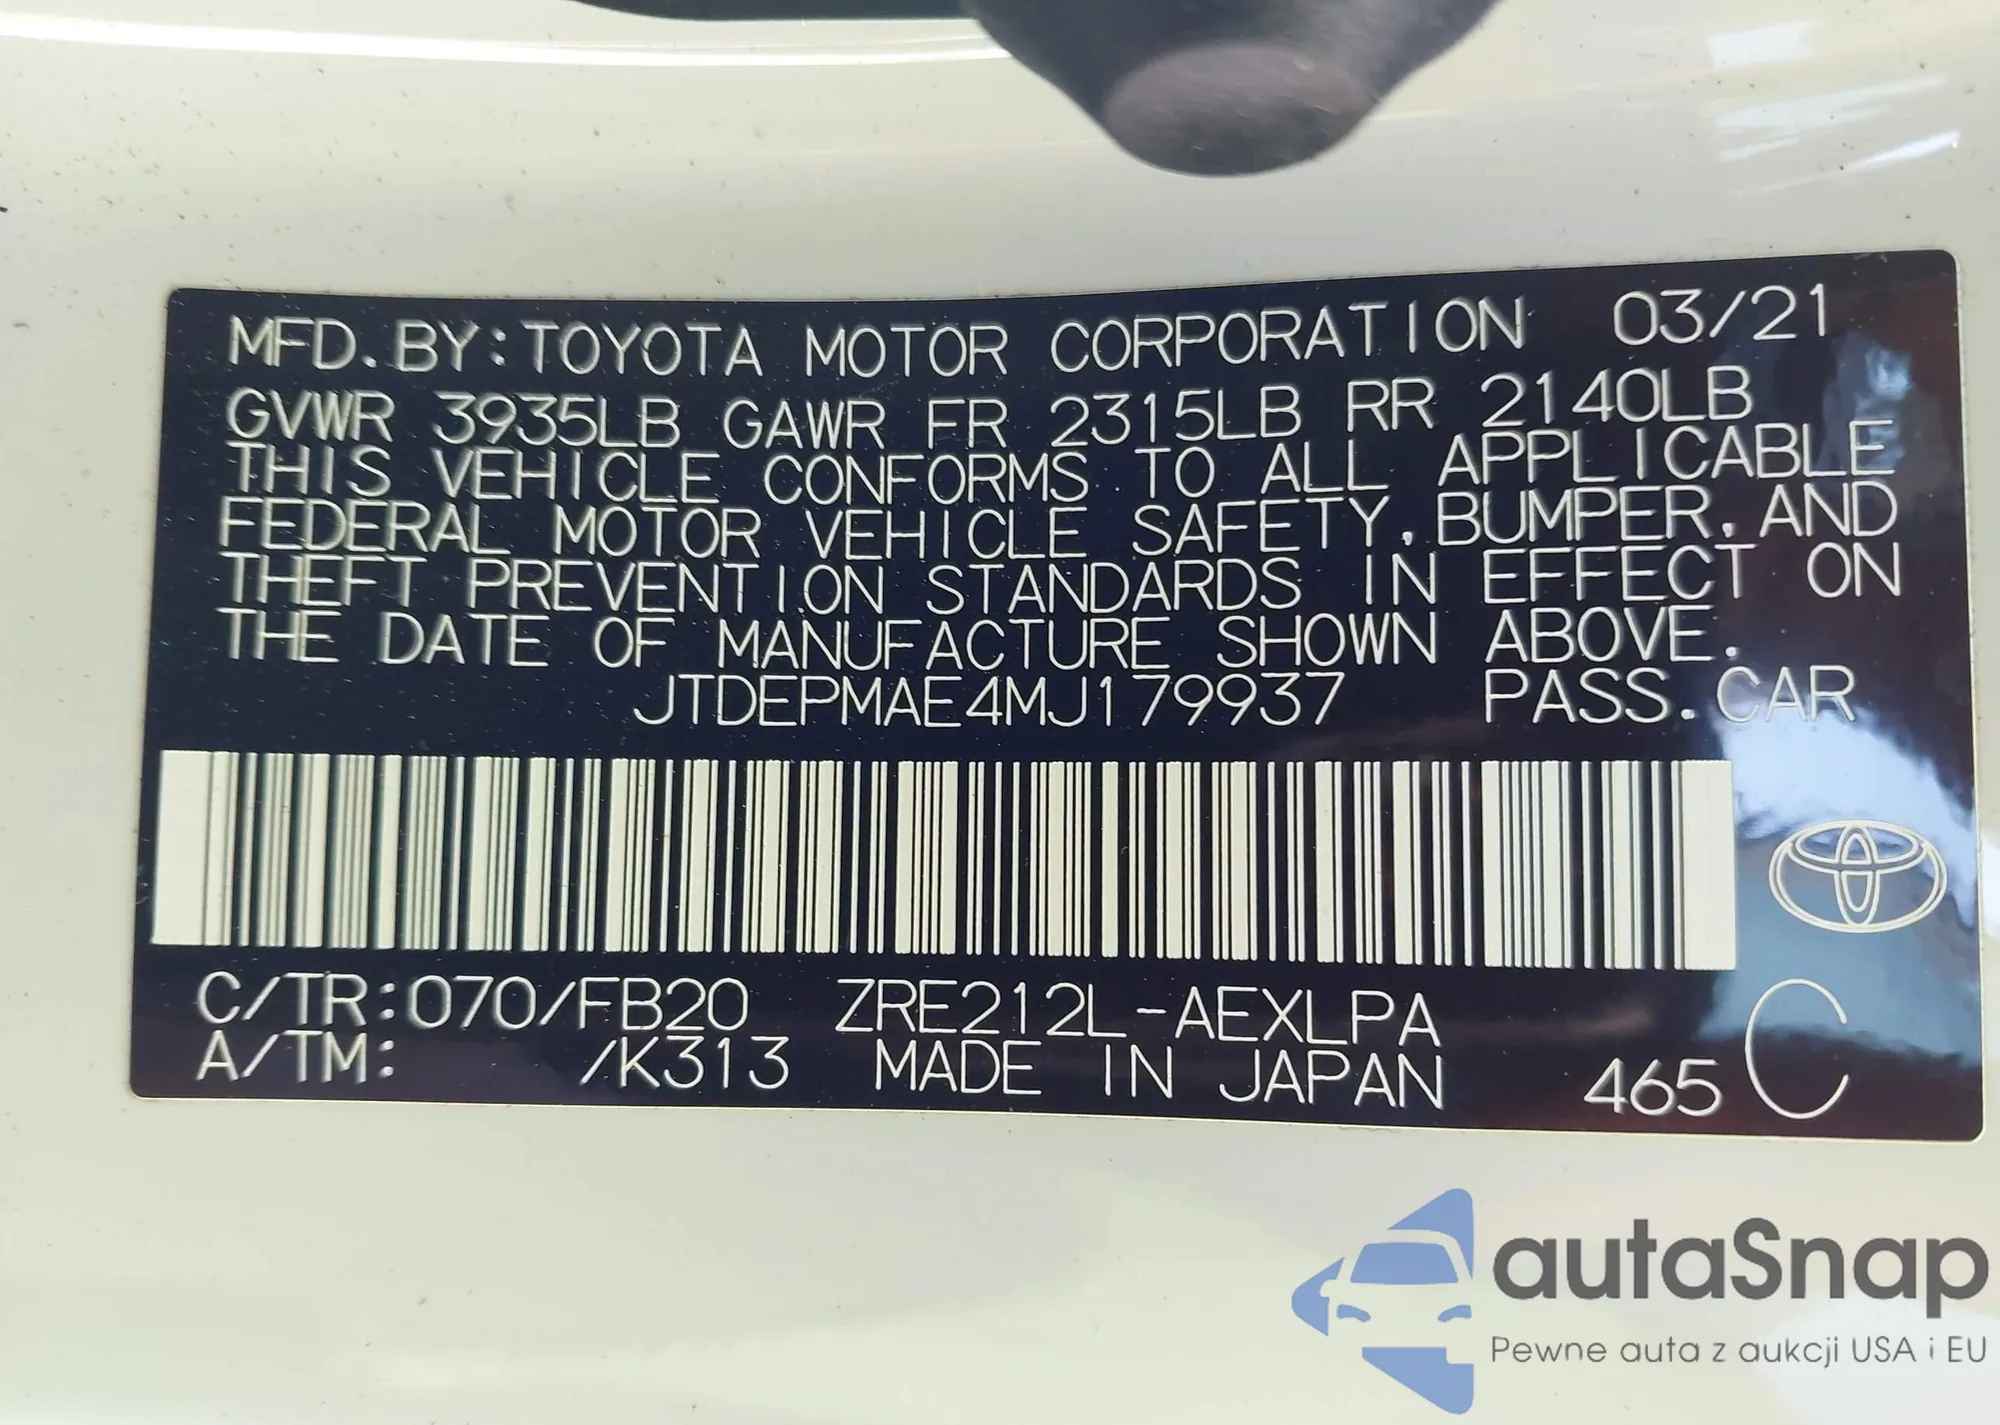 MFD. BY: TOYOTA MOTOR CORPORATION 03/21
GVWR 3935LB GAWR FR 2315LB RR 2140LB
THIS VEHICLE CONFORMS TO ALL APPLICABLE
FEDERAL MOTOR VEHICLE SAFETY, BUMPER, AND
THEFT PREVENTION STANDARDS IN EFFECT ON
THE DATE OF MANUFACTURE SHOWN ABOVE.
JTDEPMAE4MJ179937 PASS. CAR
C/TR: 070/FB20 ZRE212L-AEXLPA
A/TM: /K313 MADE IN JAPAN 465 C
autaSnap
Pewne auta z aukcji USA i EU